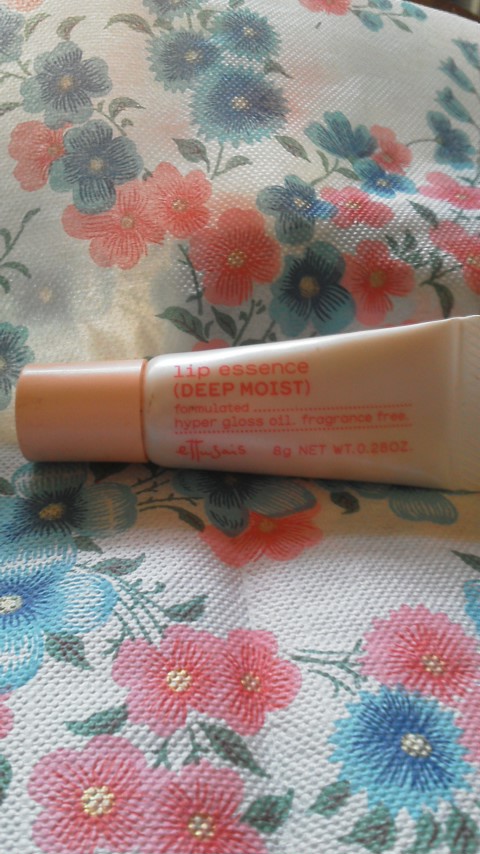 lip essence
(DEEP MOIST)
formulated
hyper gloss oil. fragrance free.
ettusais 8g NET WT.0.28OZ.